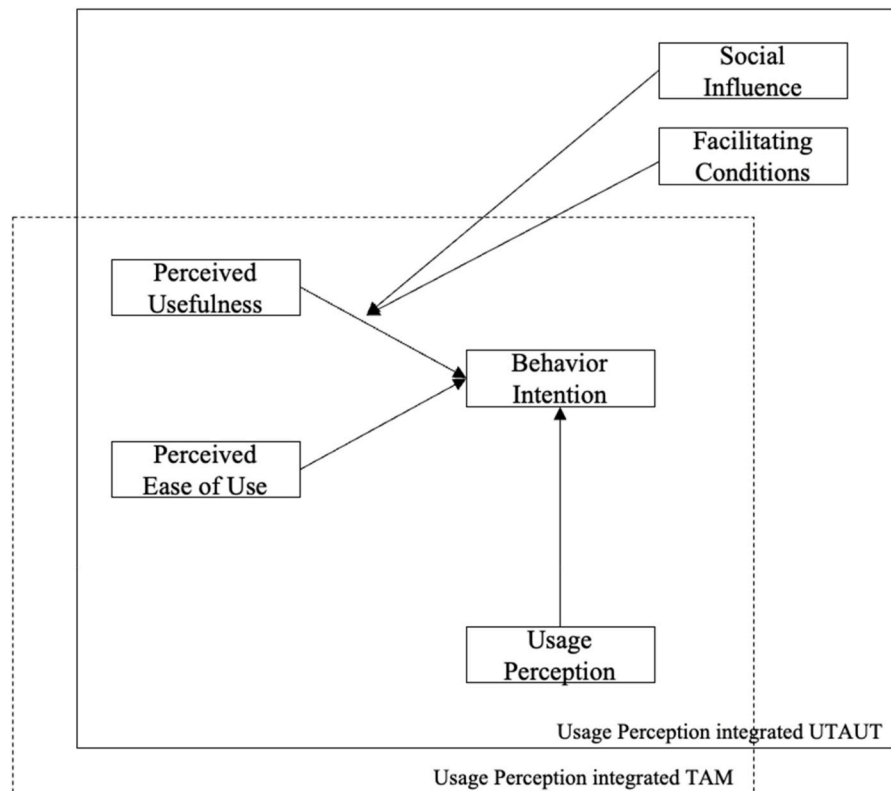 Social
Influence
Facilitating
Conditions
Perceived
Usefulness
Behavior
Intention
Perceived
Ease of Use
Usage
Perception
Usage Perception integrated UTAUT
Usage Perception integrated TAM